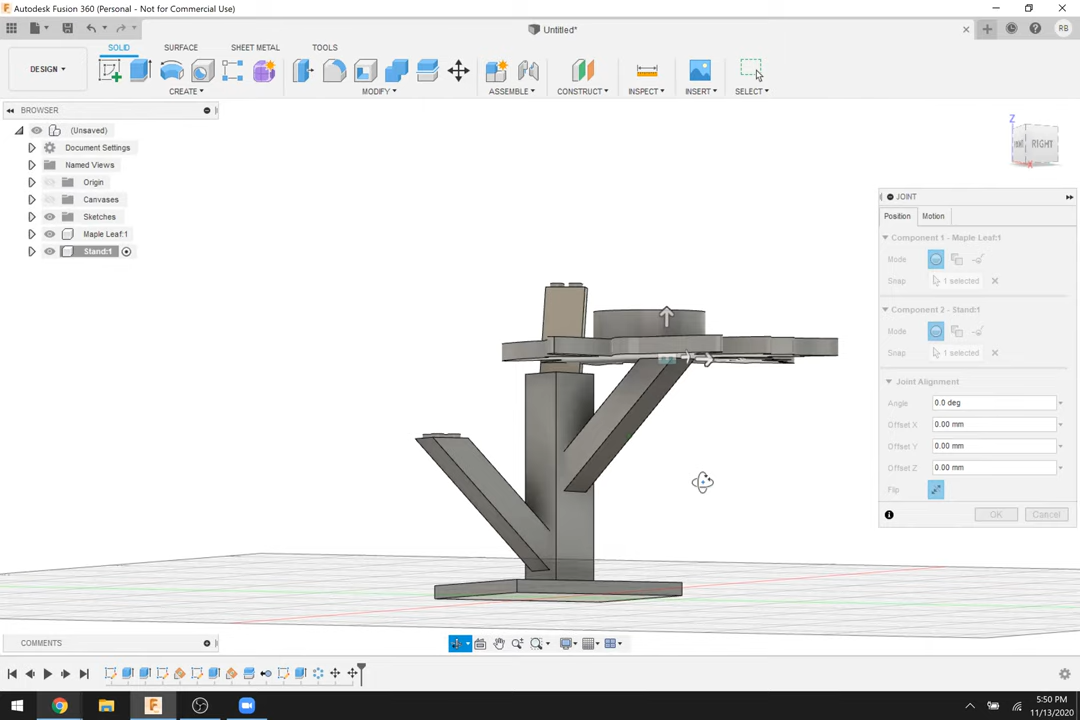 Autodesk Fusion 360 (Personal - Not for Commercial Use)
Untitled*
RB
SOLID SURFACE SHEET METAL TOOLS
DESIGN
CREATE MODIFY ASSEMBLE CONSTRUCT INSPECT INSERT SELECT
BROWSER
(Unsaved)
Document Settings
Named Views
Origin
Canvases
Sketches
Maple Leaf:1
Stand:1
Z
RIGHT
X
JOINT
Position Motion
Component 1 - Maple Leaf:1
Mode
Snap 1 selected
Component 2 - Stand:1
Mode
Snap 1 selected
Joint Alignment
Angle 0.0 deg
Offset X 0.00 mm
Offset Y 0.00 mm
Offset Z 0.00 mm
Flip
OK Cancel
COMMENTS
5:50 PM
11/13/2020